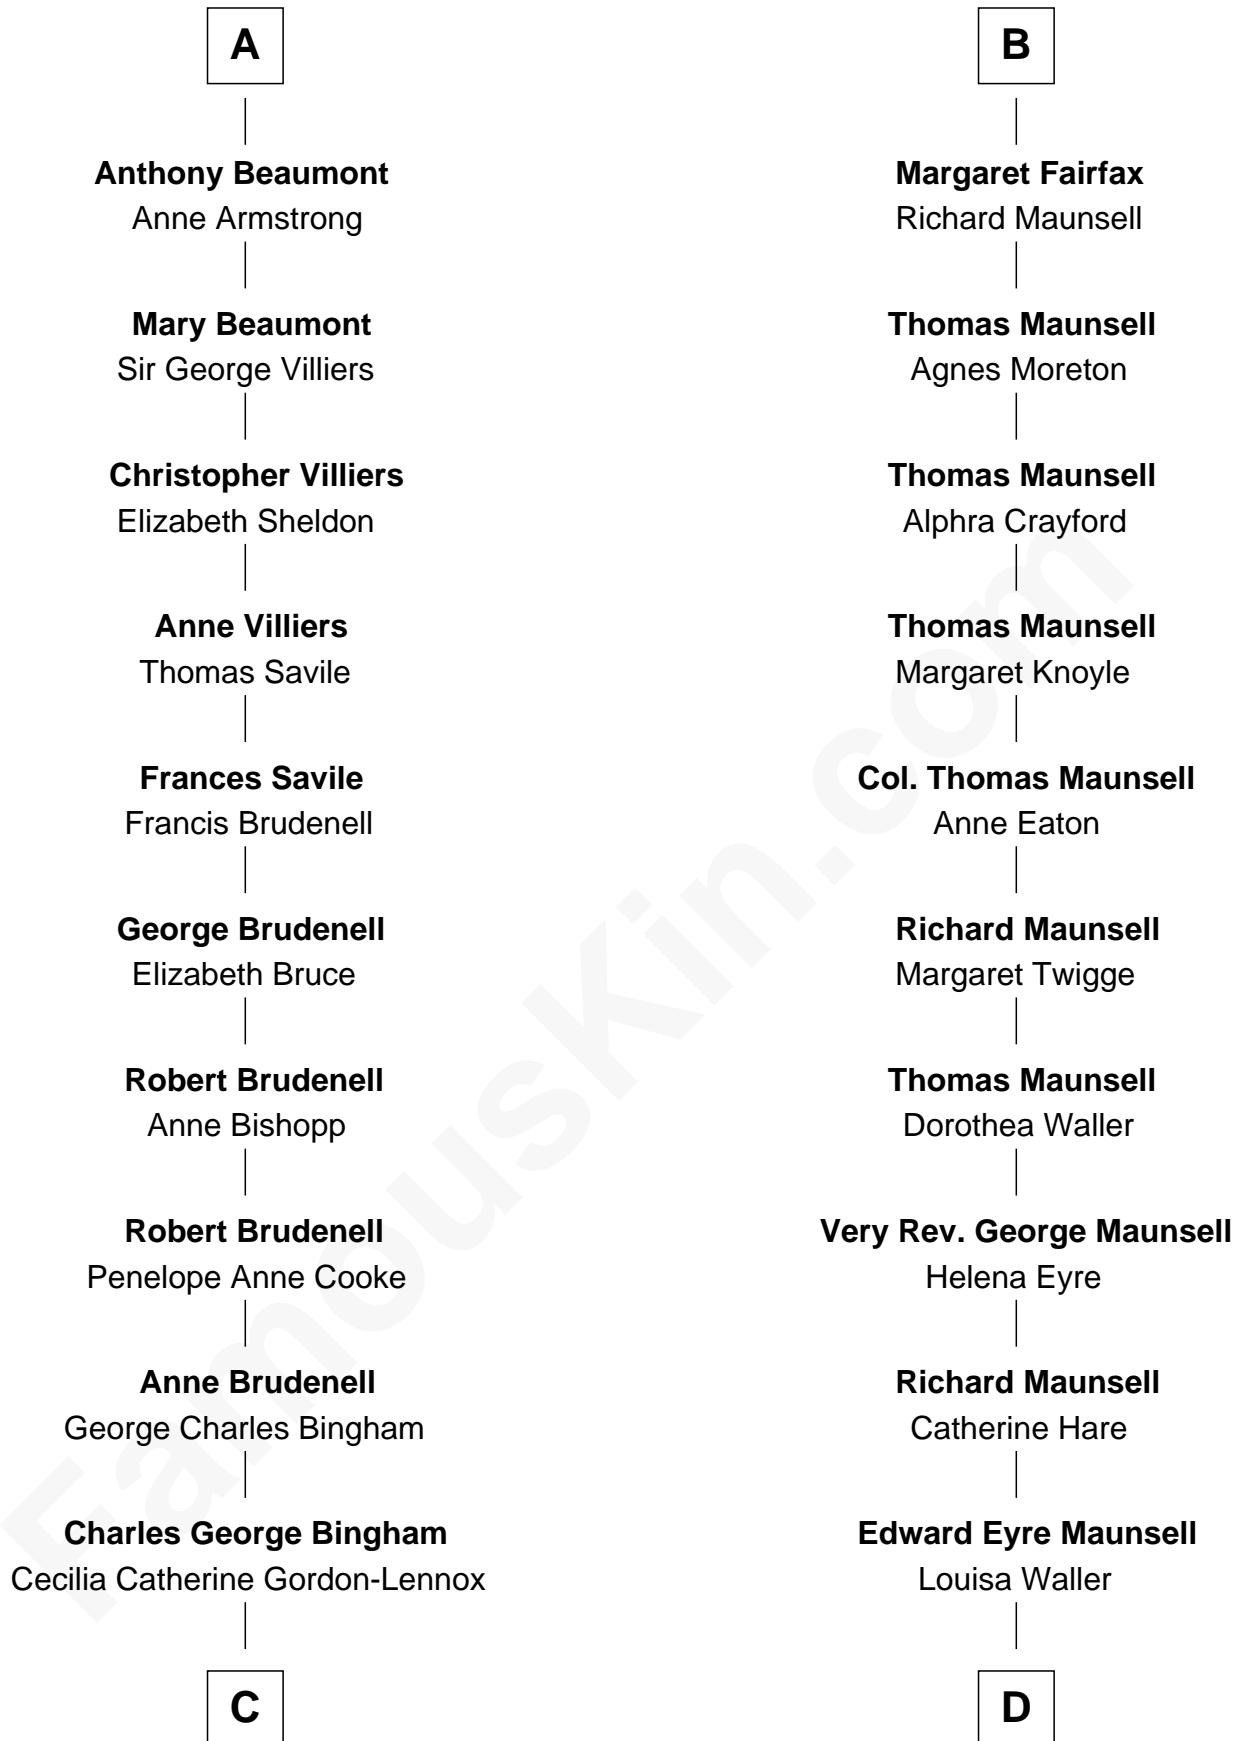 A
Anthony Beaumont
Anne Armstrong
Mary Beaumont
Sir George Villiers
Christopher Villiers
Elizabeth Sheldon
Anne Villiers
Thomas Savile
Frances Savile
Francis Brudenell
George Brudenell
Elizabeth Bruce
Robert Brudenell
Anne Bishopp
Robert Brudenell
Penelope Anne Cooke
Anne Brudenell
George Charles Bingham
Charles George Bingham
Cecilia Catherine Gordon-Lennox
C
B
Margaret Fairfax
Richard Maunsell
Thomas Maunsell
Agnes Moreton
Thomas Maunsell
Alphra Crayford
Thomas Maunsell
Margaret Knoyle
Col. Thomas Maunsell
Anne Eaton
Richard Maunsell
Margaret Twigge
Thomas Maunsell
Dorothea Waller
Very Rev. George Maunsell
Helena Eyre
Richard Maunsell
Catherine Hare
Edward Eyre Maunsell
Louisa Waller
D
FamousKin.com